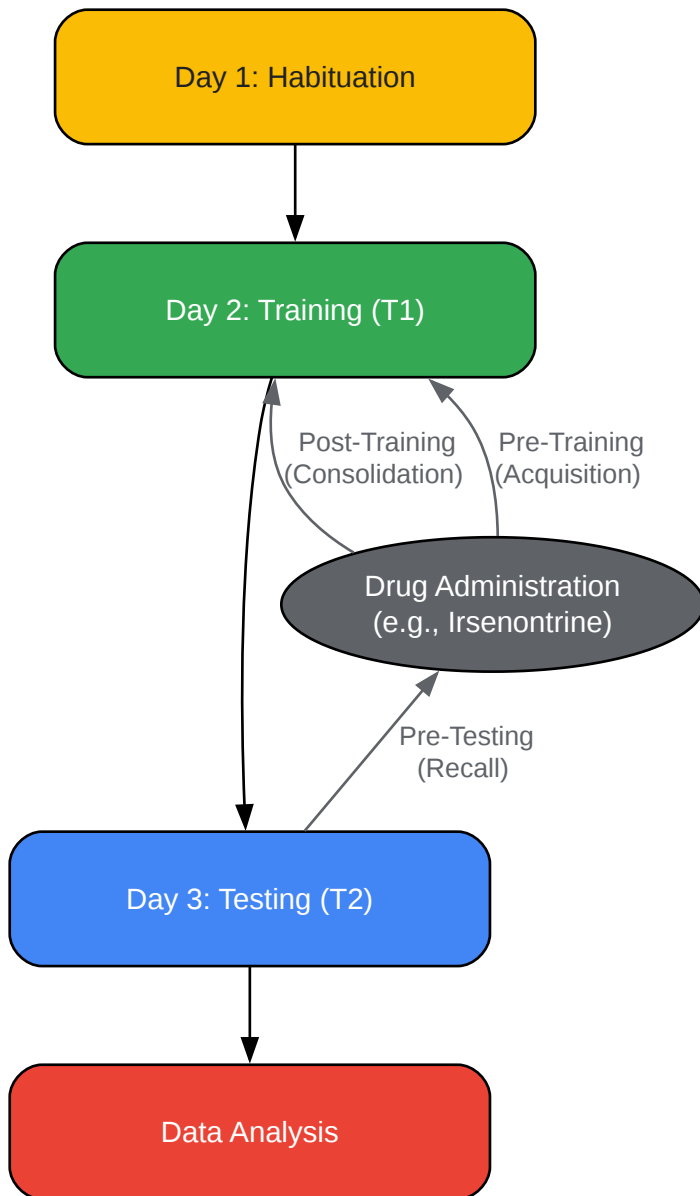 Day 1: Habituation
Day 2: Training (T1)
Post-Training
(Consolidation)
Pre-Training
(Acquisition)
Drug Administration
(e.g., Irsenontrine)
Pre-Testing
(Recall)
Day 3: Testing (T2)
Data Analysis